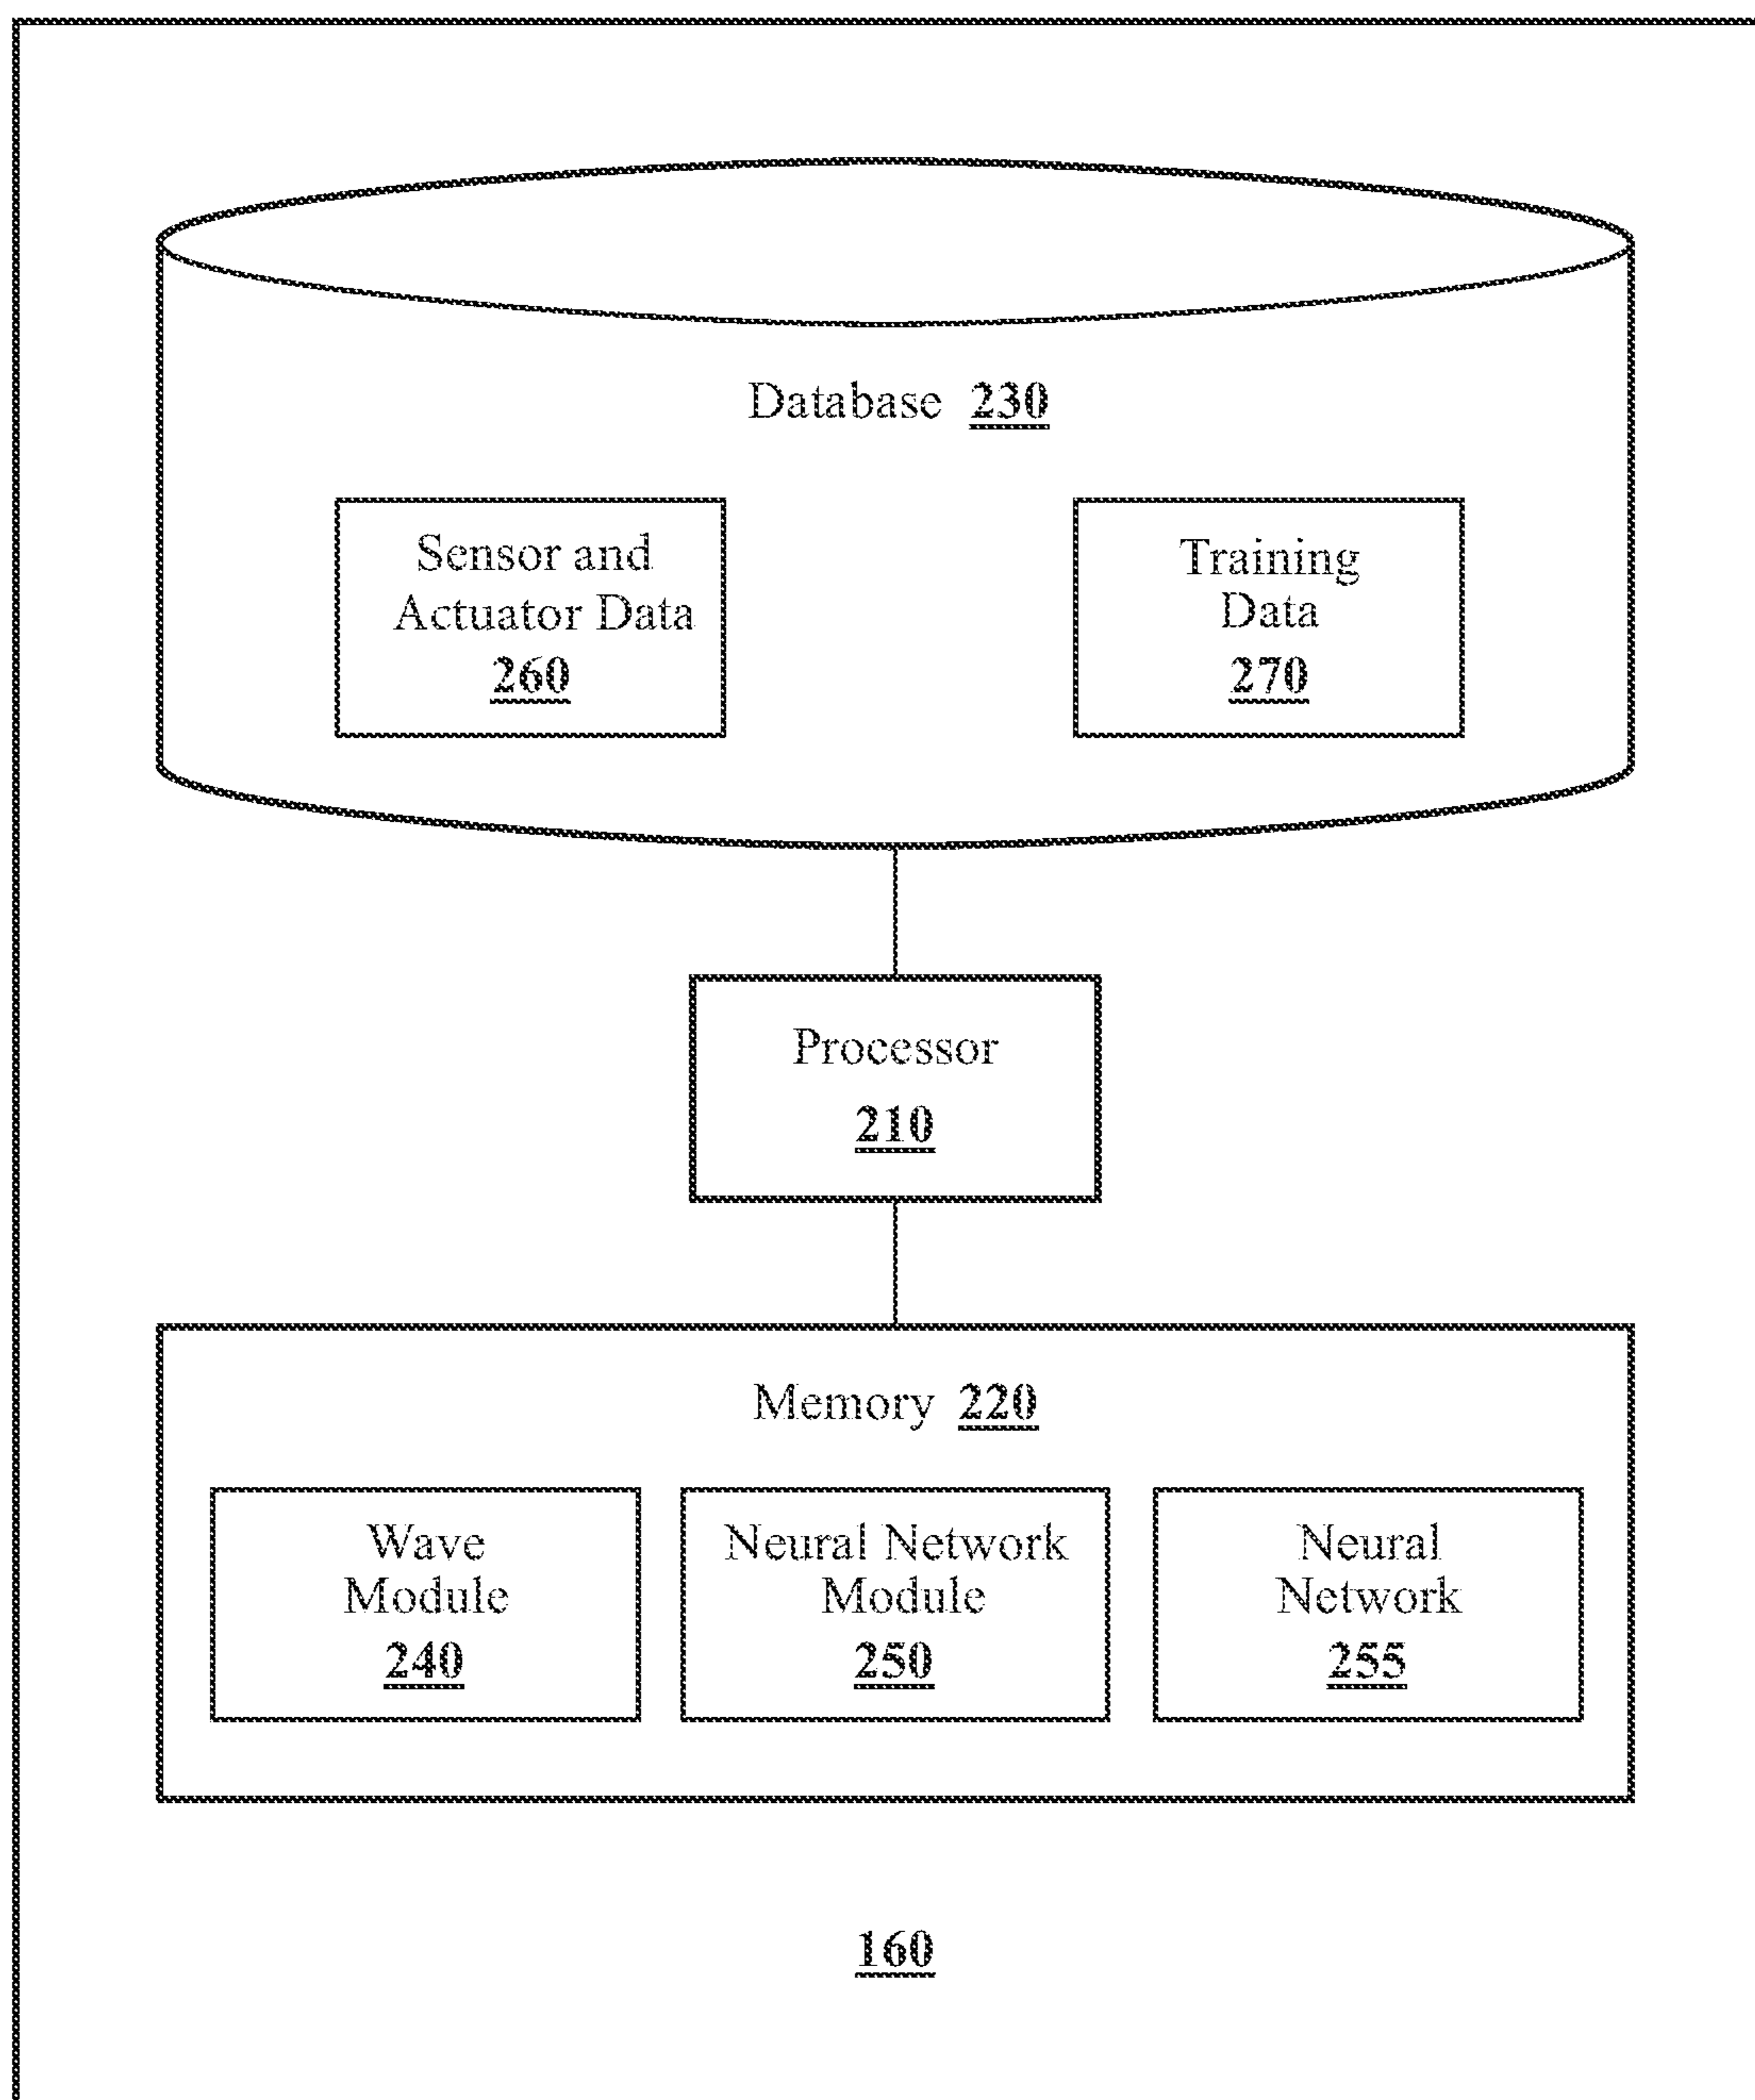 Database 230
Sensor and
Actuator Data
260
Training
Data
270
Processor
210
Memory 220
Wave
Module
240
Neural Network
Module
250
Neural
Network
255
160